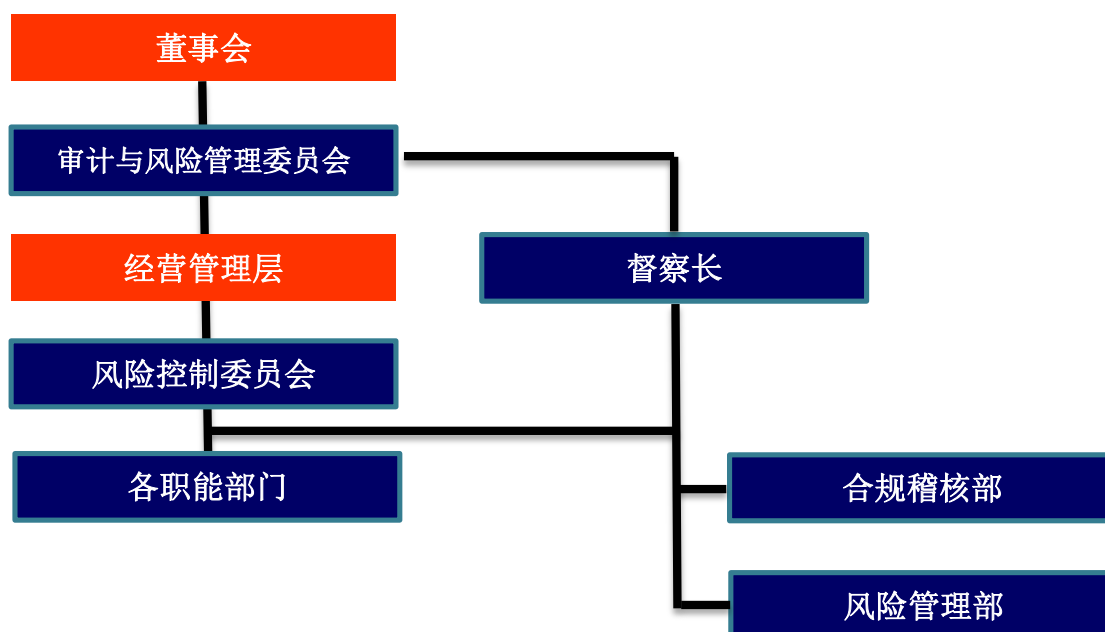 董事会
审计与风险管理委员会
经营管理层
督察长
风险控制委员会
各职能部门
合规稽核部
风险管理部